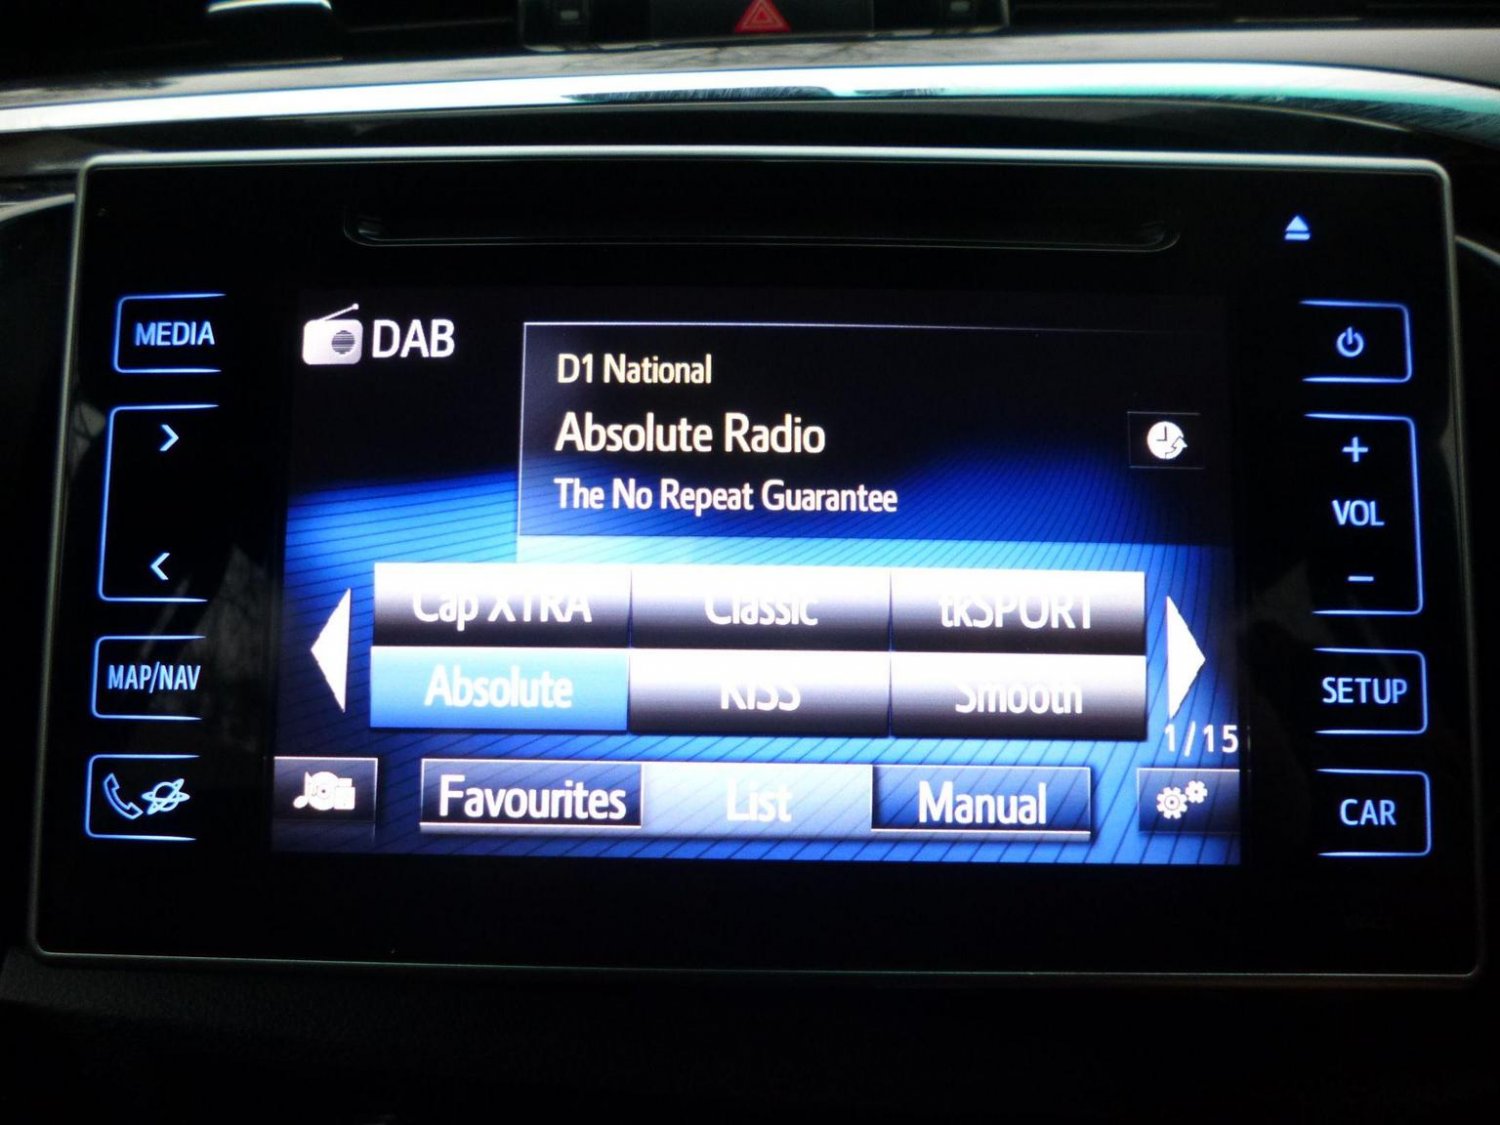 MEDIA
DAB
D1 National
Absolute Radio
The No Repeat Guarantee
+
VOL
−
Cap XTRA
Classic
tkSPORT
MAP/NAV
Absolute
KISS
Smooth
SETUP
1/15
Favourites
List
Manual
CAR